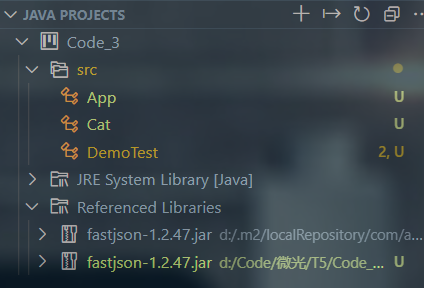 JAVA PROJECTS
Code_3
src
App U
Cat U
DemoTest 2, U
JRE System Library [Java]
Referenced Libraries
fastjson-1.2.47.jar d:/.m2/localRepository/com/a...
fastjson-1.2.47.jar d:/Code/微光/T5/Code_... U